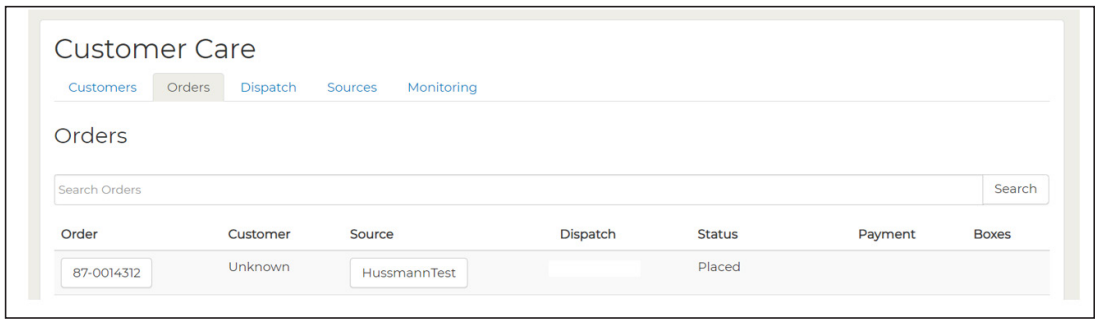 Customer Care
Customers Orders Dispatch Sources Monitoring
Orders
Search Orders Search
Order Customer Source Dispatch Status Payment Boxes
87-0014312 Unknown HussmannTest Placed